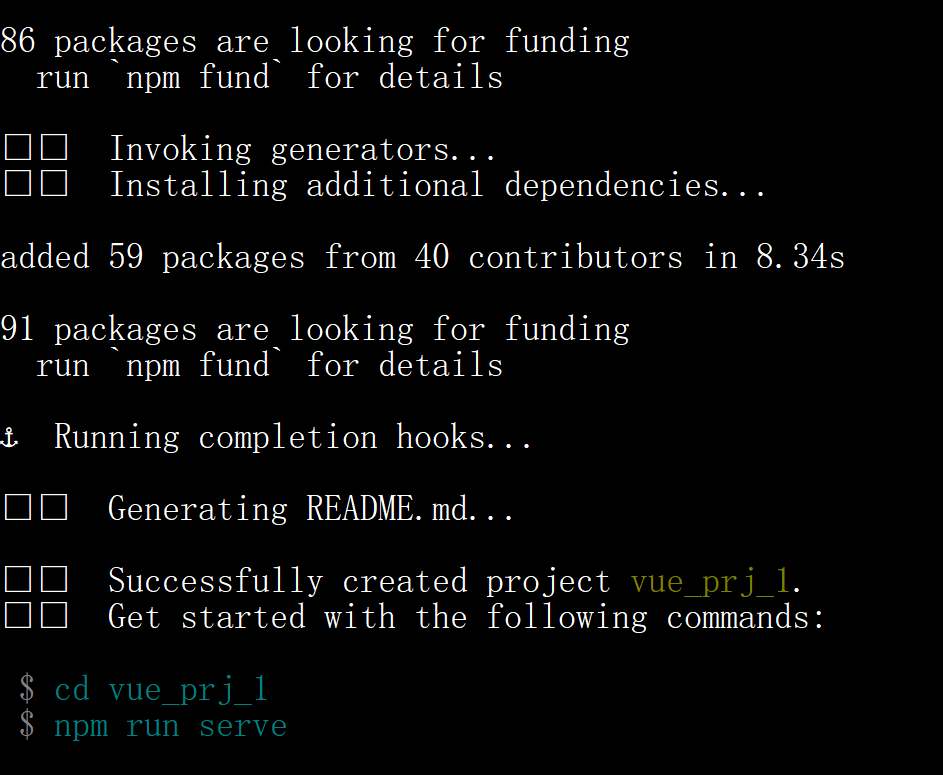 86 packages are looking for funding
  run `npm fund` for details
□□  Invoking generators...
□□  Installing additional dependencies...
added 59 packages from 40 contributors in 8.34s
91 packages are looking for funding
  run `npm fund` for details
⚓  Running completion hooks...
□□  Generating README.md...
□□  Successfully created project vue_prj_1.
□□  Get started with the following commands:
 $ cd vue_prj_1
 $ npm run serve